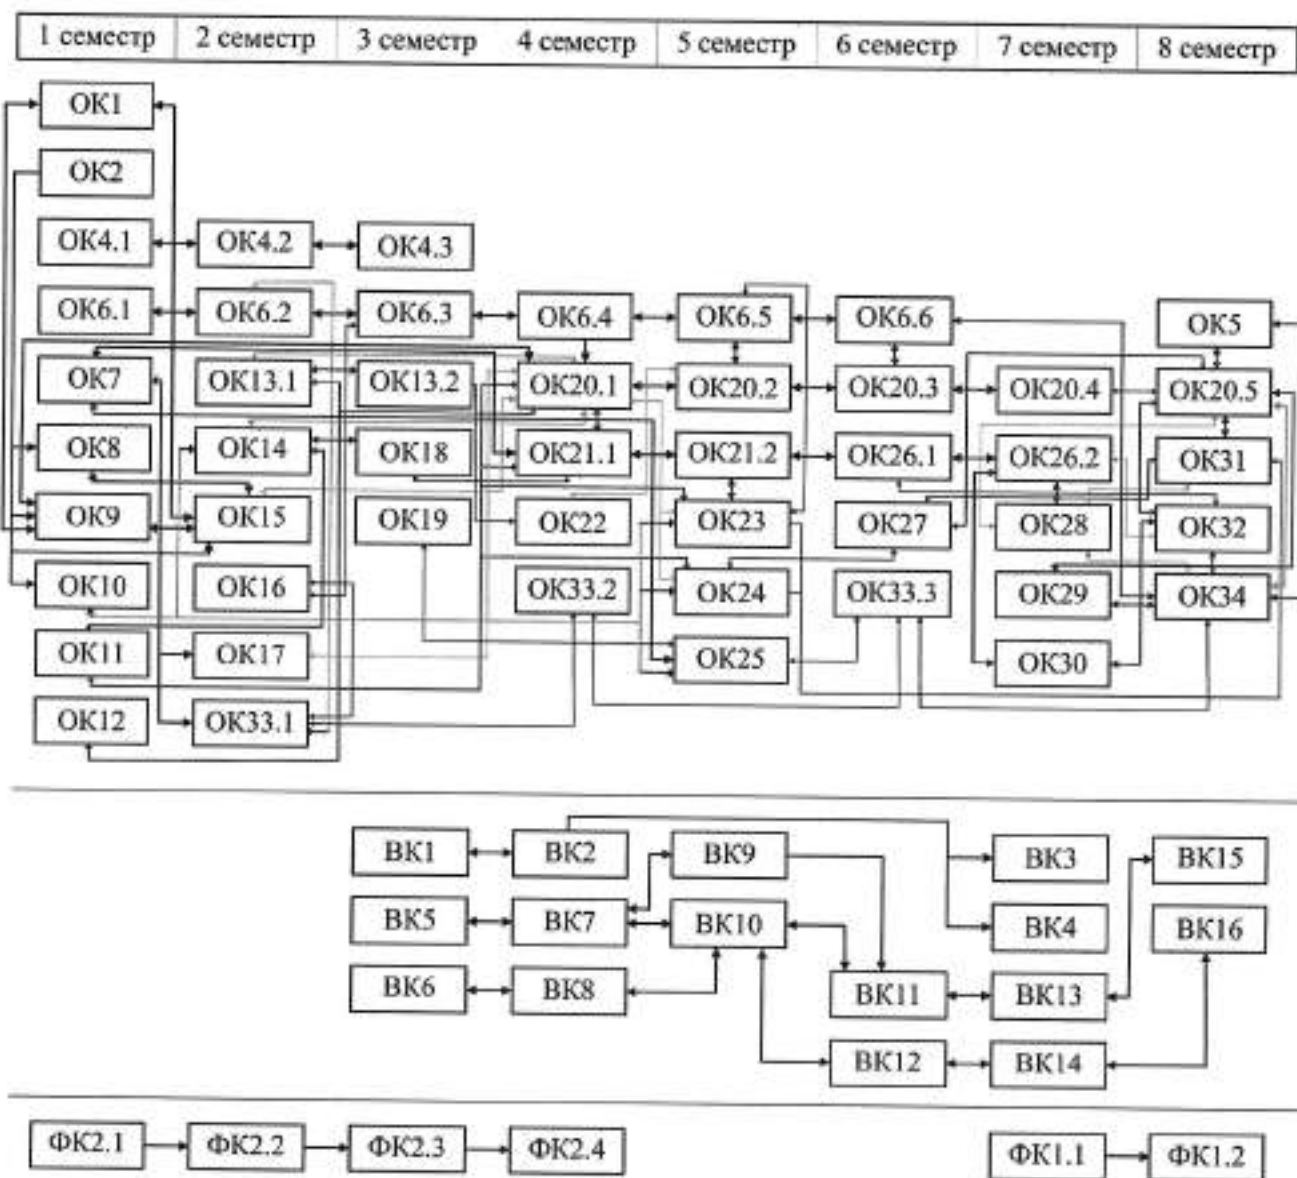 1 семестр 2 семестр 3 семестр 4 семестр 5 семестр 6 семестр 7 семестр 8 семестр
ОК1
ОК2
ОК4.1 ОК4.2 ОК4.3
ОК6.1 ОК6.2 ОК6.3 ОК6.4 ОК6.5 ОК6.6 ОК5
ОК7 ОК13.1 ОК13.2 ОК20.1 ОК20.2 ОК20.3 ОК20.4 ОК20.5
ОК8 ОК14 ОК18 ОК21.1 ОК21.2 ОК26.1 ОК26.2 ОК31
ОК9 ОК15 ОК19 ОК22 ОК23 ОК27 ОК28 ОК32
ОК10 ОК16 ОК33.2 ОК24 ОК33.3 ОК29 ОК34
ОК11 ОК17 ОК25 ОК30
ОК12 ОК33.1
ВК1 ВК2 ВК9 ВК3 ВК15
ВК5 ВК7 ВК10 ВК4 ВК16
ВК6 ВК8 ВК11 ВК13
ВК12 ВК14
ФК2.1 ФК2.2 ФК2.3 ФК2.4 ФК1.1 ФК1.2